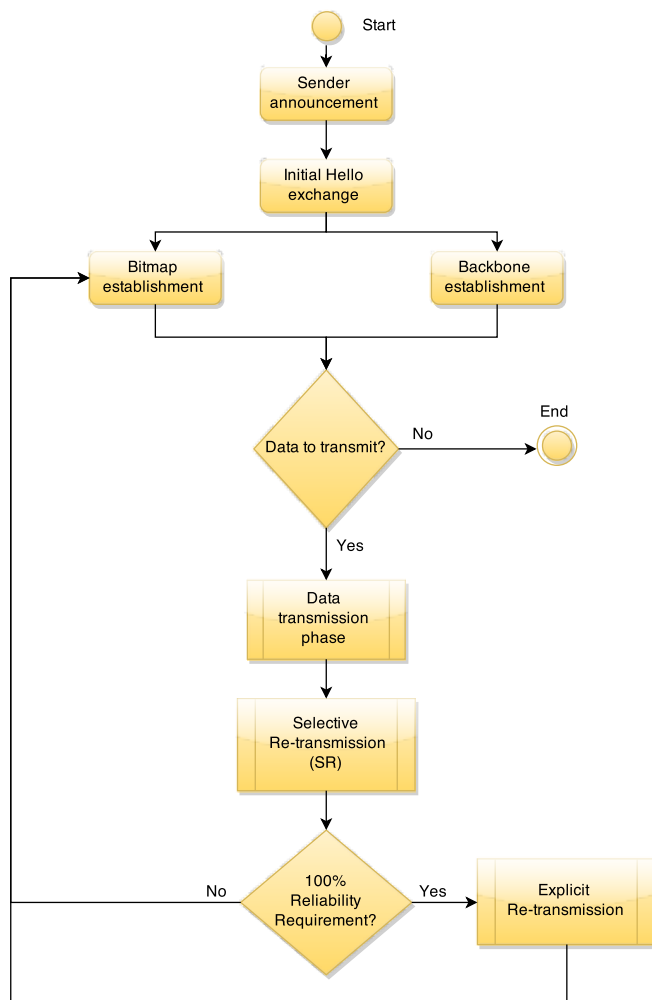 Start
Sender
announcement
Initial Hello
exchange
Bitmap
establishment
Backbone
establishment
Data to transmit?
No
End
Yes
Data
transmission
phase
Selective
Re-transmission
(SR)
100%
Reliability
Requirement?
No
Yes
Explicit
Re-transmission